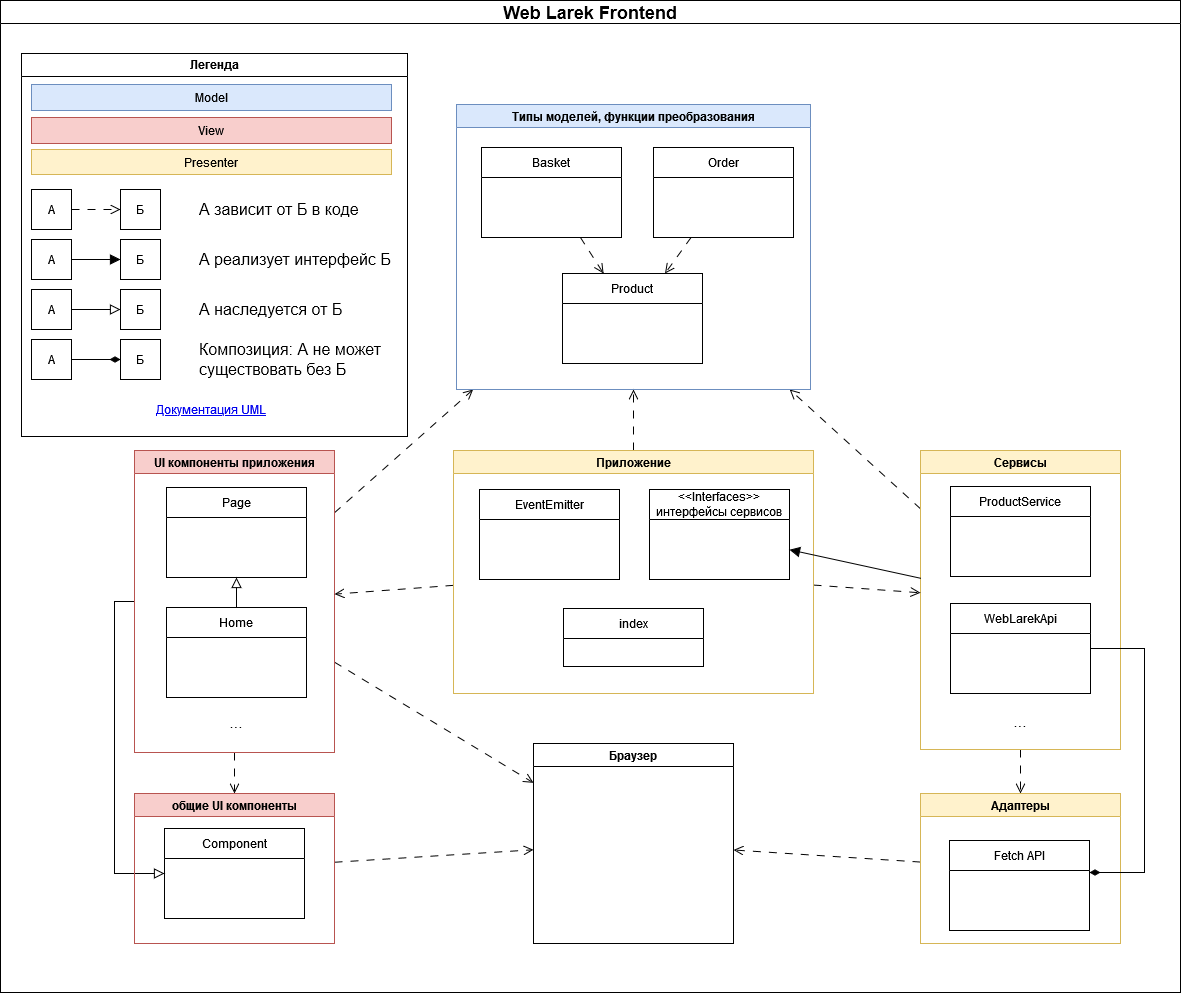 Web Larek Frontend
Легенда
Model
View
Presenter
А
Б
А зависит от Б в коде
А
Б
А реализует интерфейс Б
А
Б
А наследуется от Б
А
Б
Композиция: А не может
существовать без Б
Документация UML
Типы моделей, функции преобразования
Basket
Order
Product
UI компоненты приложения
Page
Home
...
Приложение
EventEmitter
<<Interfaces>>
интерфейсы сервисов
index
Сервисы
ProductService
WebLarekApi
...
общие UI компоненты
Component
Браузер
Адаптеры
Fetch API